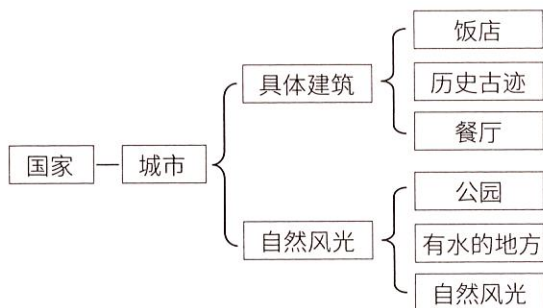 国家
城市
具体建筑
饭店
历史古迹
餐厅
自然风光
公园
有水的地方
自然风光